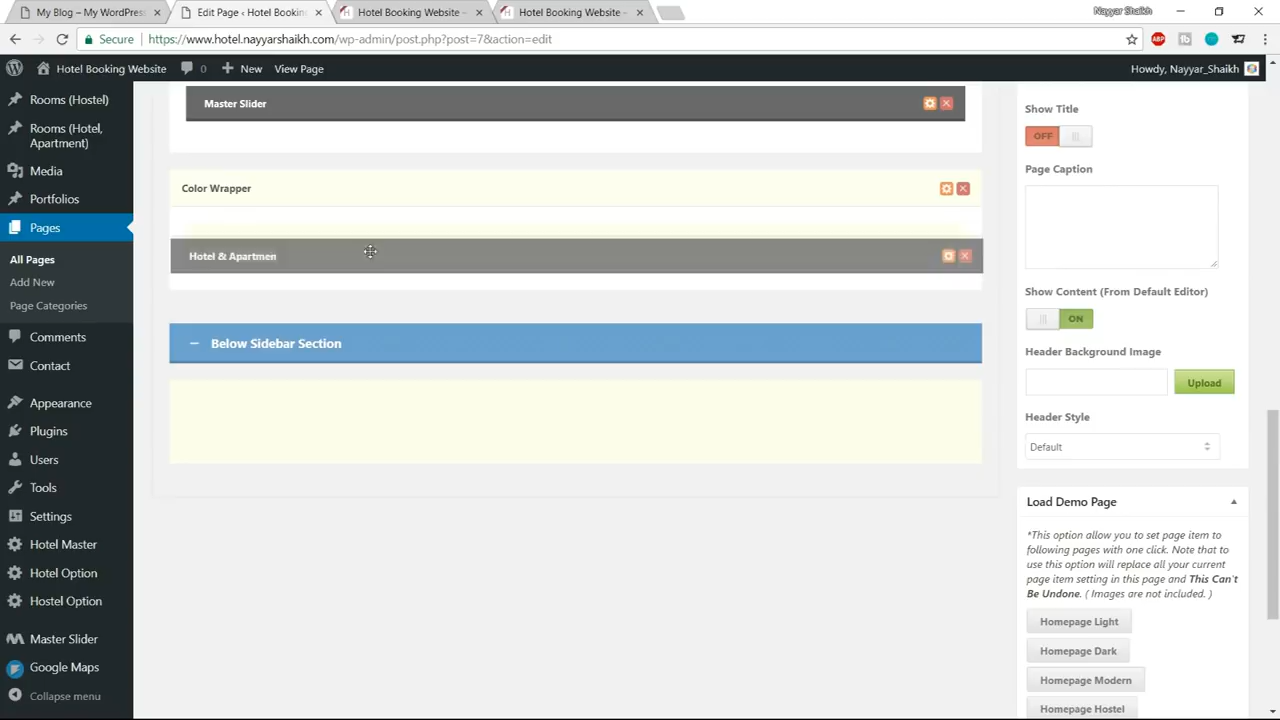 My Blog – My WordPress
Edit Page ‹ Hotel Booking
Hotel Booking Website –
Hotel Booking Website –
Nayyar Shaikh
Secure
https://www.hotel.nayyarshaikh.com/wp-admin/post.php?post=7&action=edit
ABP
Hotel Booking Website
0
New
View Page
Howdy, Nayyar_Shaikh
Rooms (Hostel)
Rooms (Hotel,
Apartment)
Media
Portfolios
Pages
All Pages
Add New
Page Categories
Comments
Contact
Appearance
Plugins
Users
Tools
Settings
Hotel Master
Hotel Option
Hostel Option
Master Slider
Google Maps
Collapse menu
Master Slider
Color Wrapper
Hotel & Apartmen
Below Sidebar Section
Show Title
OFF
Page Caption
Show Content (From Default Editor)
ON
Header Background Image
Upload
Header Style
Default
Load Demo Page
*This option allow you to set page item to
following pages with one click. Note that to
use this option will replace all your current
page item setting in this page and This Can't
Be Undone. ( Images are not included. )
Homepage Light
Homepage Dark
Homepage Modern
Homepage Hostel